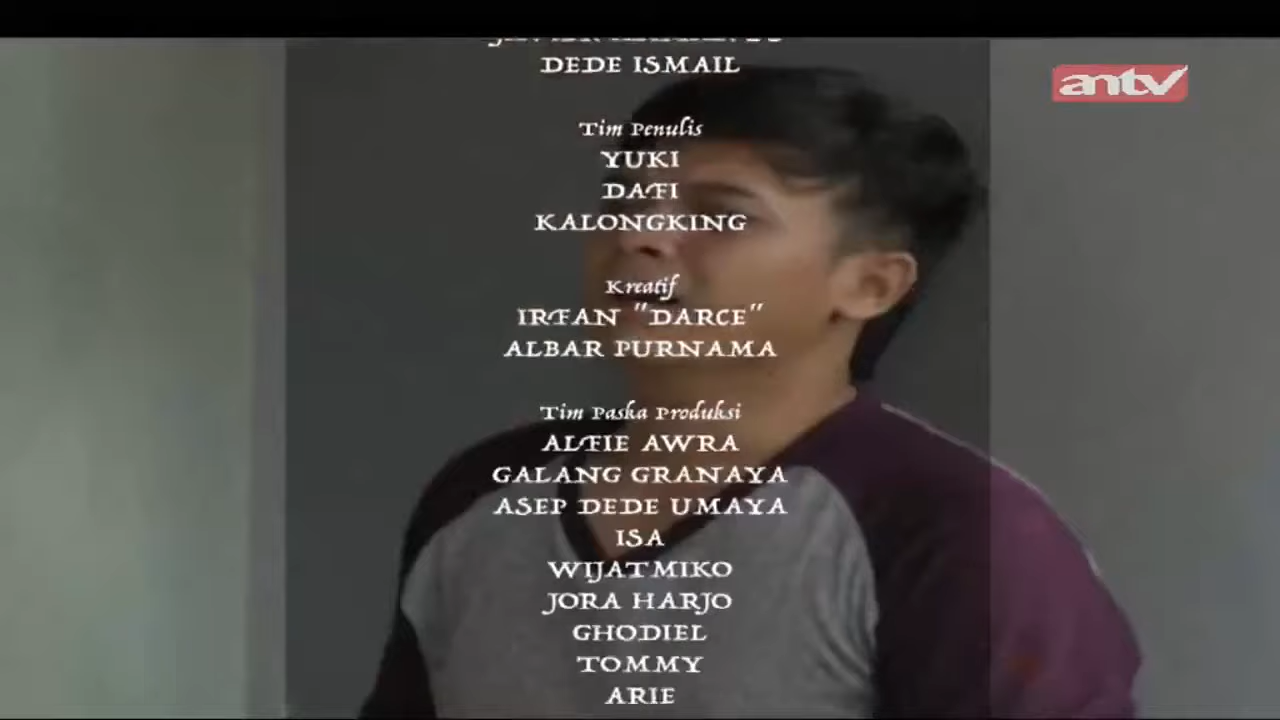 antv
DEDE ISMAIL
Tim Penulis
YUKI
DAFI
KALONGKING
Kreatif
IRFAN "DARCE"
ALBAR PURNAMA
Tim Paska Produksi
ALFIE AWRA
GALANG GRANAYA
ASEP DEDE UMAYA
ISA
WIJATMIKO
JORA HARJO
GHODIEL
TOMMY
ARIE